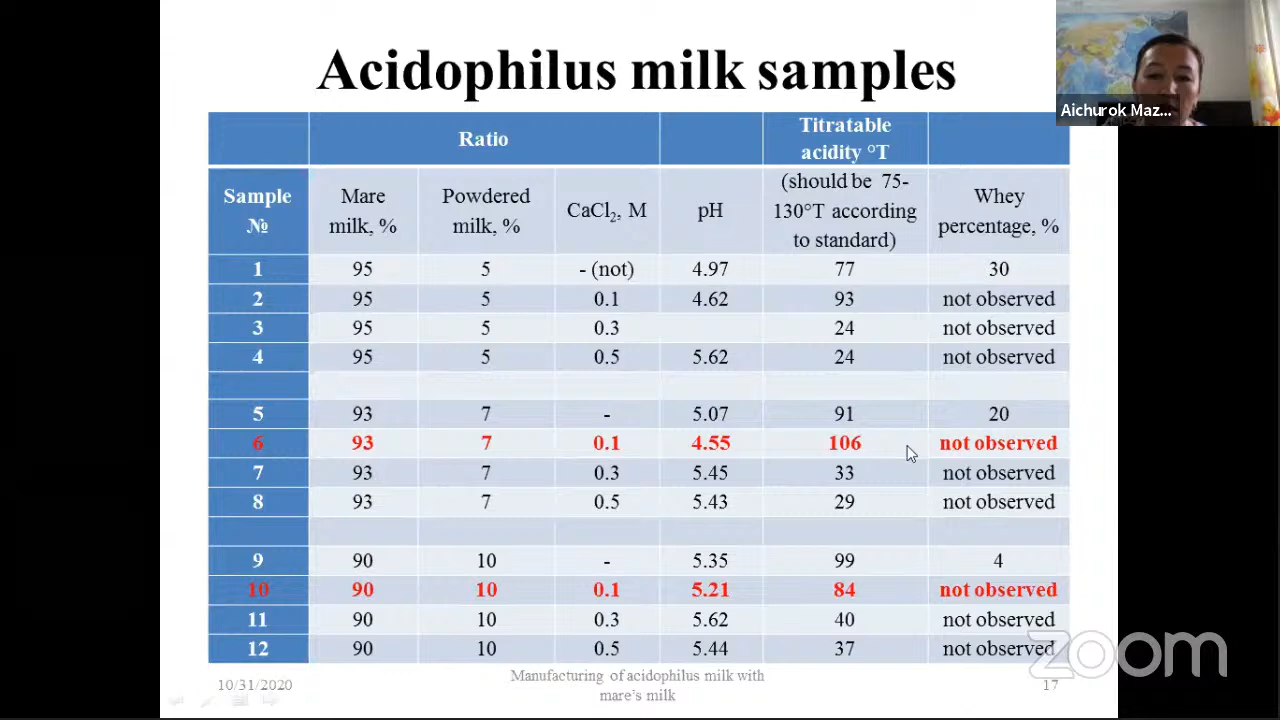 Acidophilus milk samples
Aichurok Maz...
Ratio
Titratable
acidity °T
Sample
№
Mare
milk, %
Powdered
milk, %
CaCl₂, M
pH
(should be 75-
130°T according
to standard)
Whey
percentage, %
1 95 5 - (not) 4.97 77 30
2 95 5 0.1 4.62 93 not observed
3 95 5 0.3 24 not observed
4 95 5 0.5 5.62 24 not observed
5 93 7 - 5.07 91 20
6 93 7 0.1 4.55 106 not observed
7 93 7 0.3 5.45 33 not observed
8 93 7 0.5 5.43 29 not observed
9 90 10 - 5.35 99 4
10 90 10 0.1 5.21 84 not observed
11 90 10 0.3 5.62 40 not observed
12 90 10 0.5 5.44 37 not observed
zoom
10/31/2020
Manufacturing of acidophilus milk with
mare's milk
17